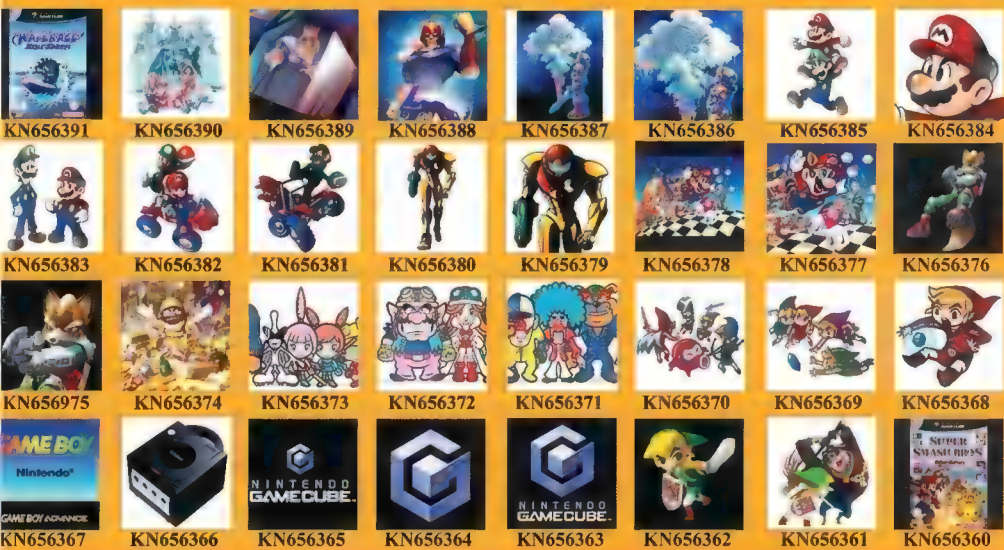 KN656391 KN656390 KN656389 KN656388 KN656387 KN656386 KN656385 KN656384
KN656383 KN656382 KN656381 KN656380 KN656379 KN656378 KN656377 KN656376
KN656975 KN656374 KN656373 KN656372 KN656371 KN656370 KN656369 KN656368
GAME BOY
Nintendo®
GAME BOY ADVANCE
NINTENDO
GAMECUBE
NINTENDO
GAMECUBE
SUPER
SMASH BROS
KN656367 KN656366 KN656365 KN656364 KN656363 KN656362 KN656361 KN656360